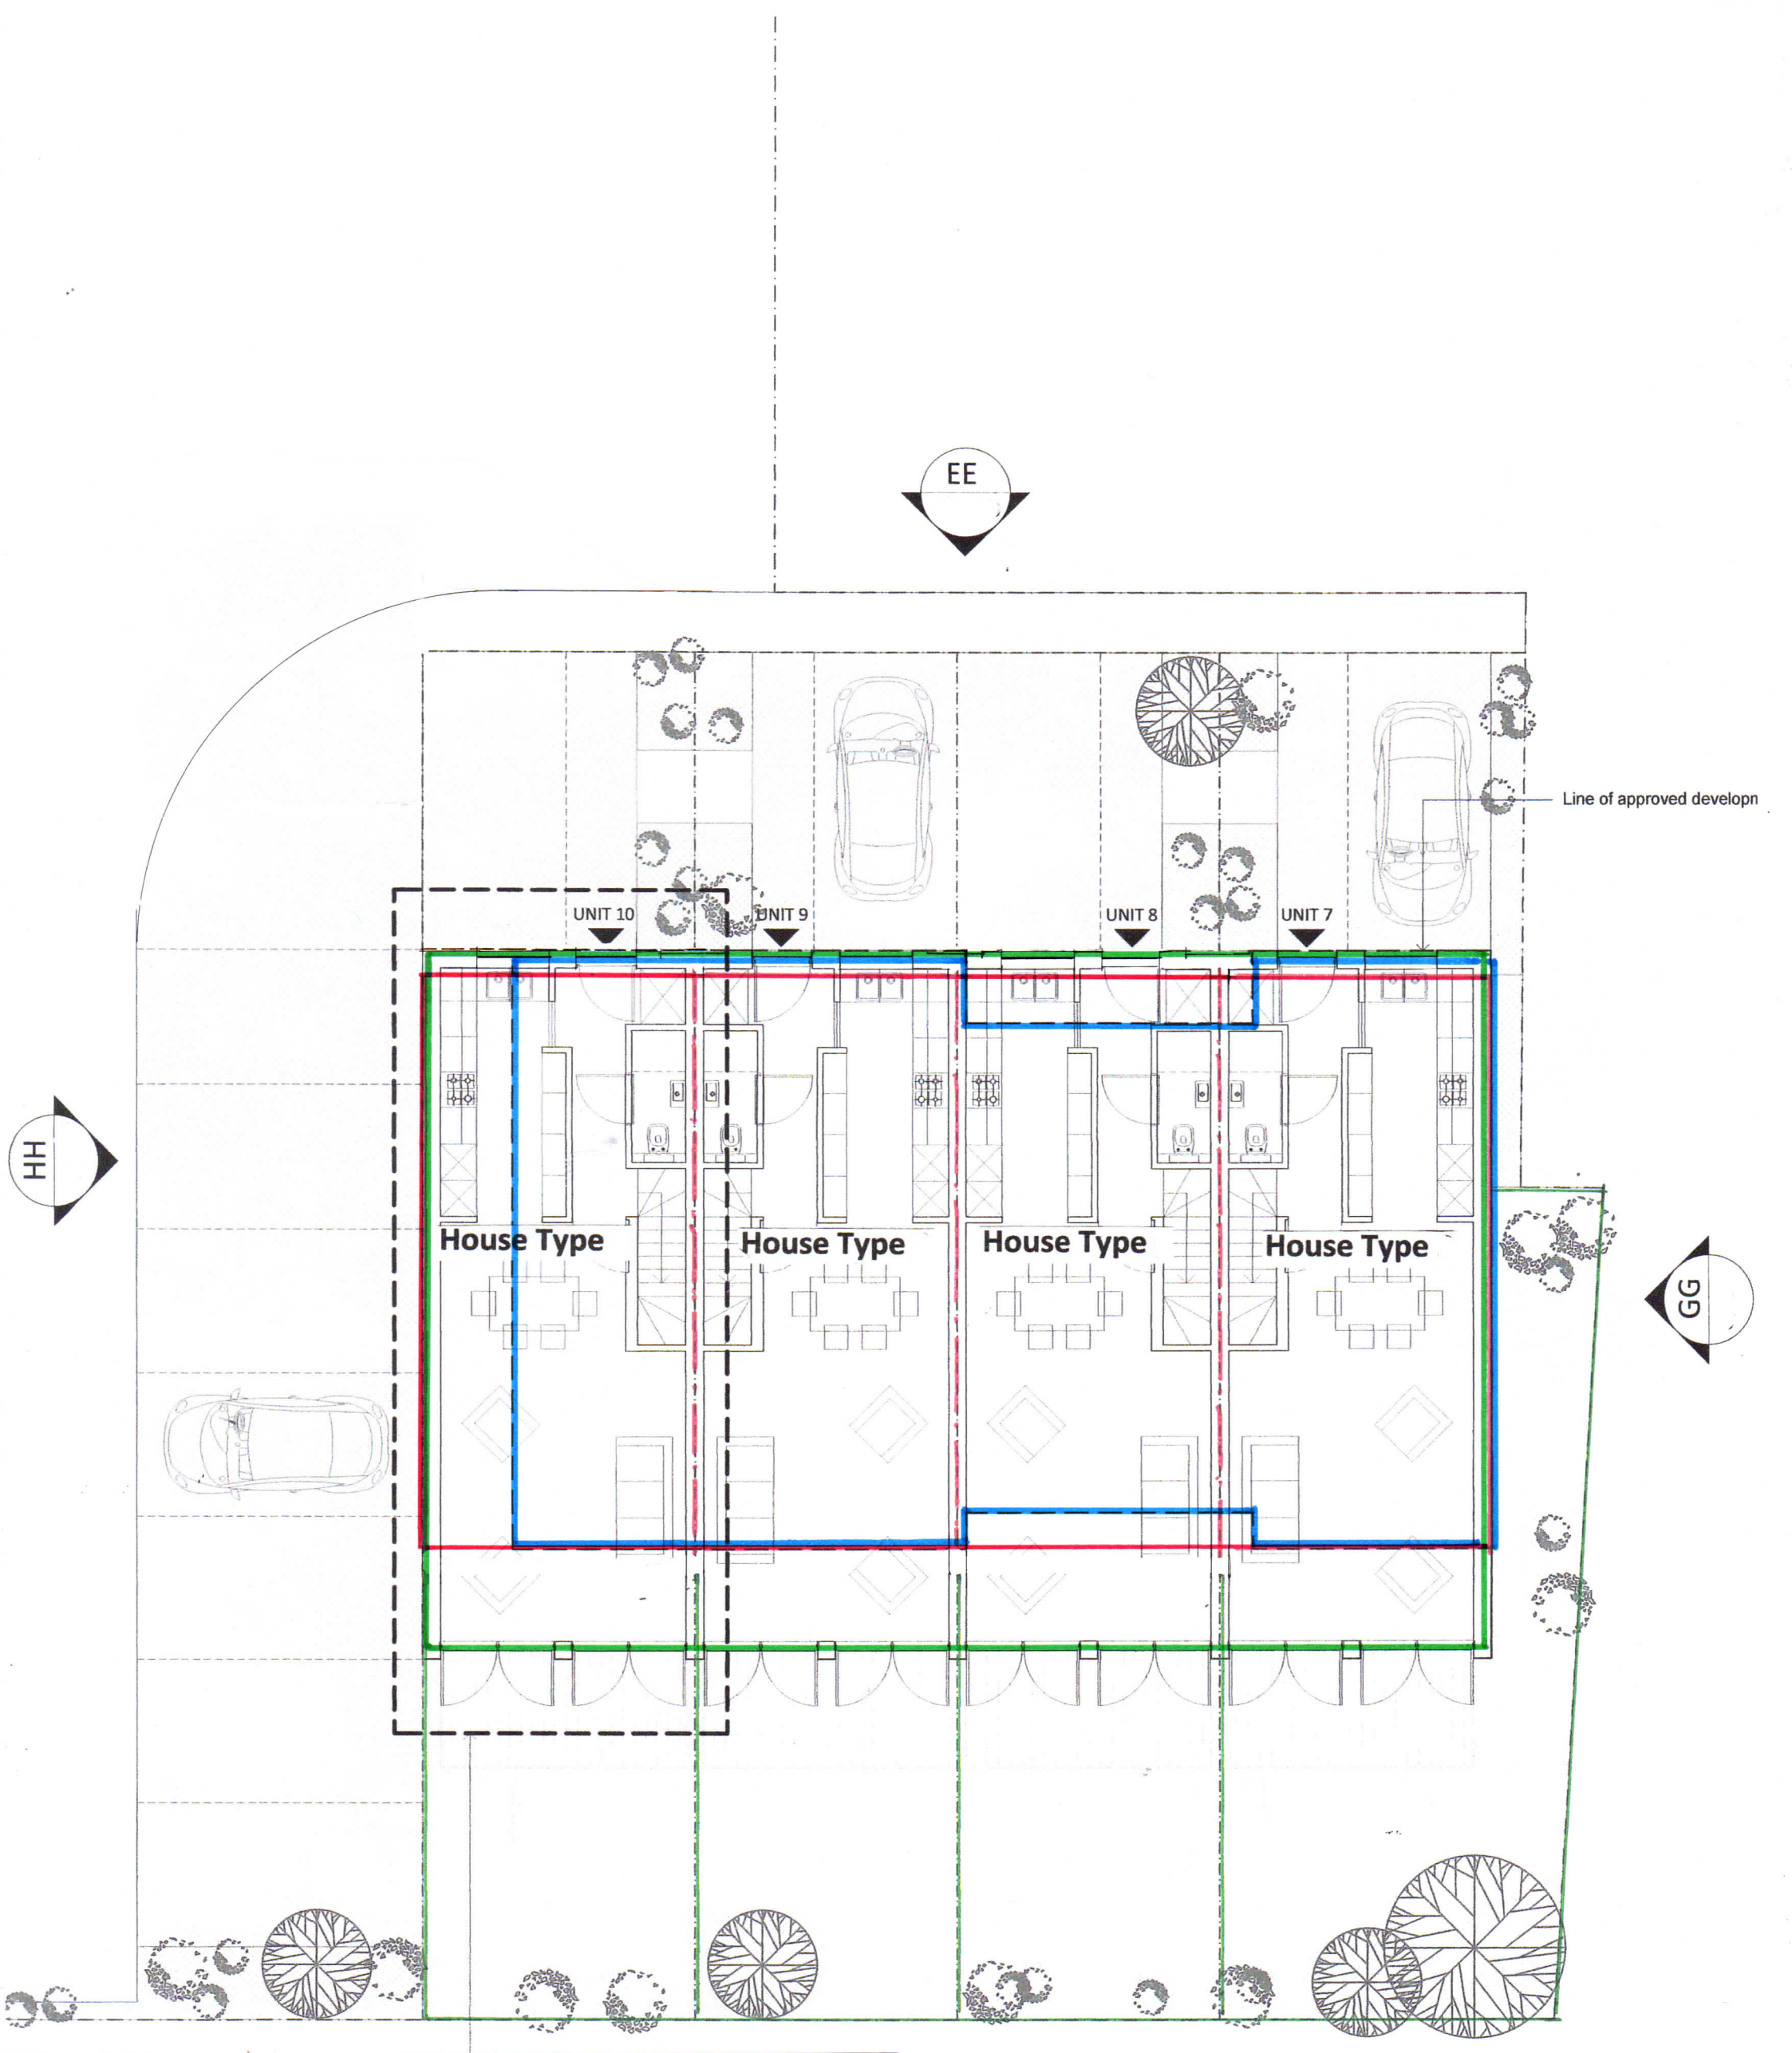 EE
Line of approved developn
UNIT 10
UNIT 9
UNIT 8
UNIT 7
HH
House Type
House Type
House Type
House Type
GG